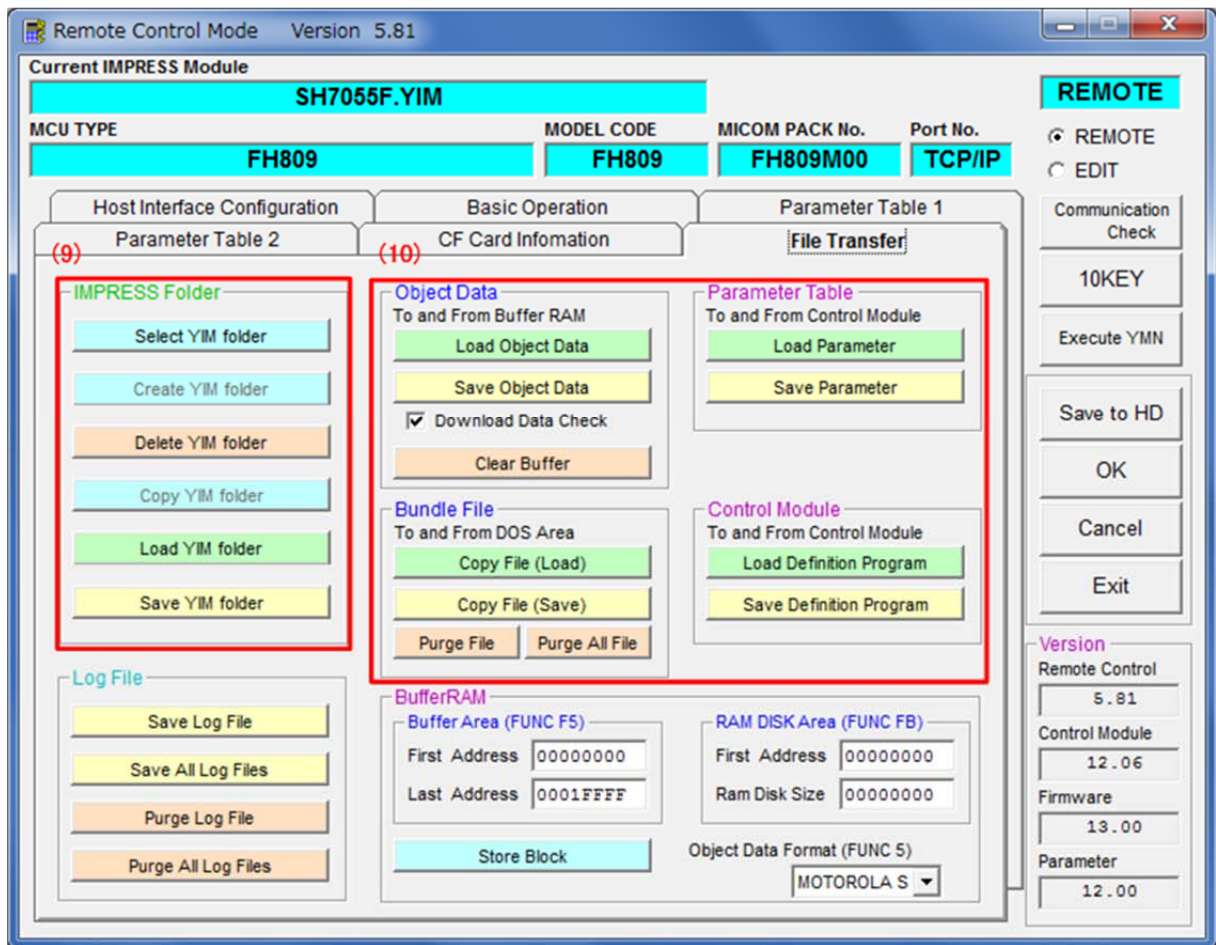 Remote Control Mode Version 5.81
Current IMPRESS Module
SH7055F.YIM
REMOTE
MCU TYPE
MODEL CODE
MICOM PACK No.
Port No.
FH809
FH809
FH809M00
TCP/IP
REMOTE
EDIT
Host Interface Configuration
Basic Operation
Parameter Table 1
Parameter Table 2
CF Card Infomation
File Transfer
Communication
Check
10KEY
Execute YMN
Save to HD
OK
Cancel
Exit
(9)
IMPRESS Folder
Select YIM folder
Create YIM folder
Delete YIM folder
Copy YIM folder
Load YIM folder
Save YIM folder
(10)
Object Data
To and From Buffer RAM
Load Object Data
Save Object Data
Download Data Check
Clear Buffer
Parameter Table
To and From Control Module
Load Parameter
Save Parameter
Bundle File
To and From DOS Area
Copy File (Load)
Copy File (Save)
Purge File
Purge All File
Control Module
To and From Control Module
Load Definition Program
Save Definition Program
Log File
Save Log File
Save All Log Files
Purge Log File
Purge All Log Files
BufferRAM
Buffer Area (FUNC F5)
First Address 00000000
Last Address 0001FFFF
RAM DISK Area (FUNC FB)
First Address 00000000
Ram Disk Size 00000000
Store Block
Object Data Format (FUNC 5)
MOTOROLA S
Version
Remote Control
5.81
Control Module
12.06
Firmware
13.00
Parameter
12.00